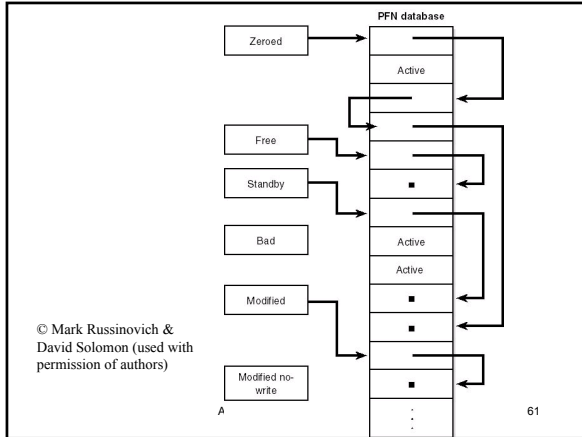 PFN database
Zeroed
Active
Free
Standby
Bad
Active
Active
Modified
© Mark Russinovich &
David Solomon (used with
permission of authors)
Modified no-
write
A
61